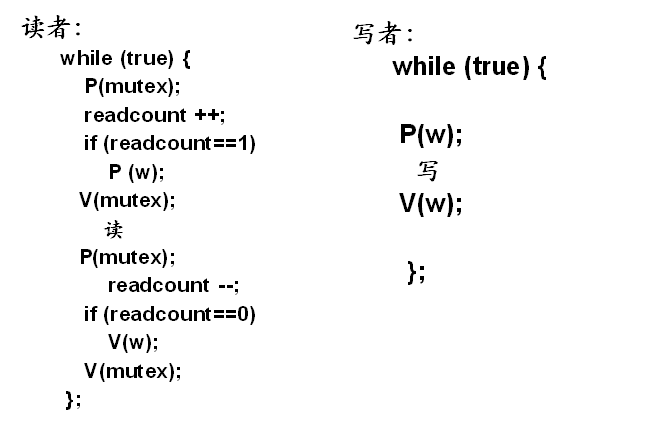 读者：
while (true) {
P(mutex);
readcount ++;
if (readcount==1)
P (w);
V(mutex);
读
P(mutex);
readcount --;
if (readcount==0)
V(w);
V(mutex);
};
写者：
while (true) {
P(w);
写
V(w);
};